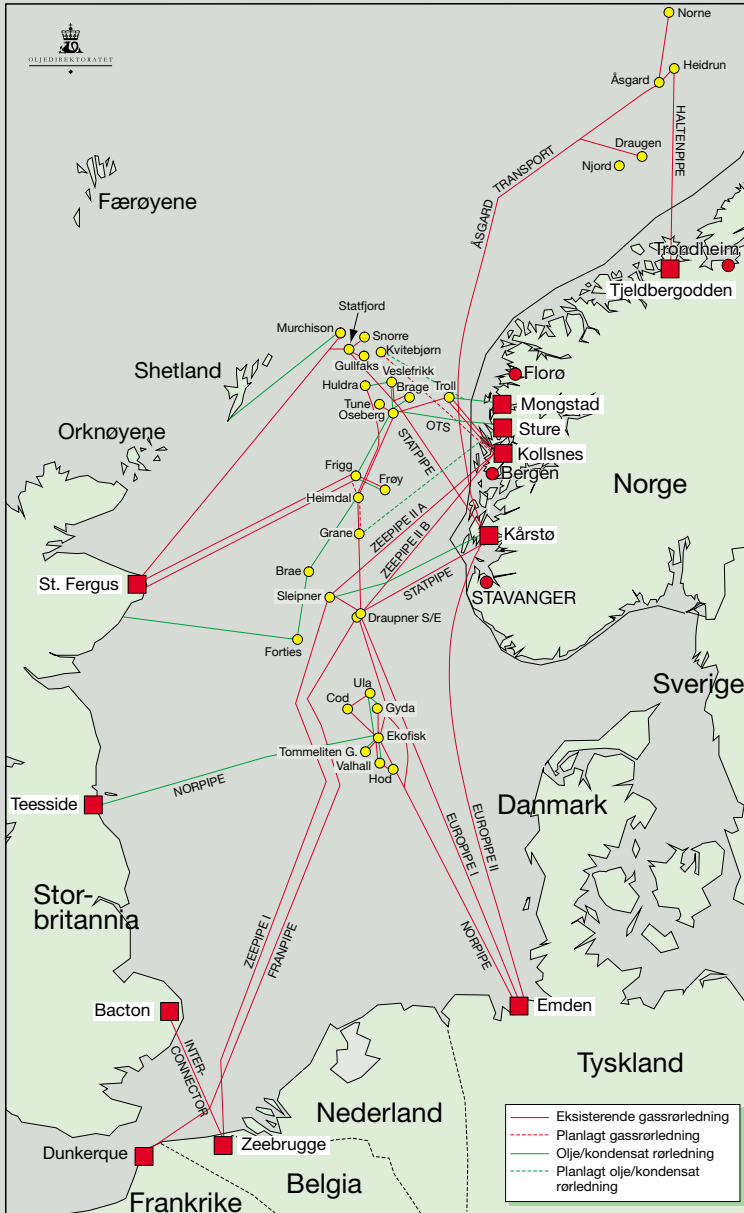 OLJEDIREKTORATET
Norne
Heidrun
Åsgard
HALTENPIPE
Draugen
Njord
TRANSPORT
ÅSGARD
Færøyene
Trondheim
Tjeldbergodden
Statfjord
Murchison
Snorre
Kvitebjørn
Gullfaks
Veslefrikk
Shetland
Huldra
Brage
Troll
Florø
Tune
Oseberg
Mongstad
OTS
Sture
Orknøyene
STATPIPE
Kollsnes
Bergen
Frigg
Frøy
Norge
Heimdal
ZEEPIPE II A
Grane
ZEEPIPE II B
Kårstø
Brae
St. Fergus
Sleipner
STATPIPE
STAVANGER
Draupner S/E
Forties
Ula
Sverige
Cod
Gyda
Ekofisk
Tommeliten G.
Valhall
Hod
NORPIPE
Teesside
Danmark
EUROPIPE II
EUROPIPE I
Stor-
britannia
ZEEPIPE I
FRANPIPE
NORPIPE
Bacton
Emden
INTER-
CONNECTOR
Tyskland
Nederland
Zeebrugge
Dunkerque
Belgia
Frankrike
Eksisterende gassrørledning
Planlagt gassrørledning
Olje/kondensat rørledning
Planlagt olje/kondensat
rørledning